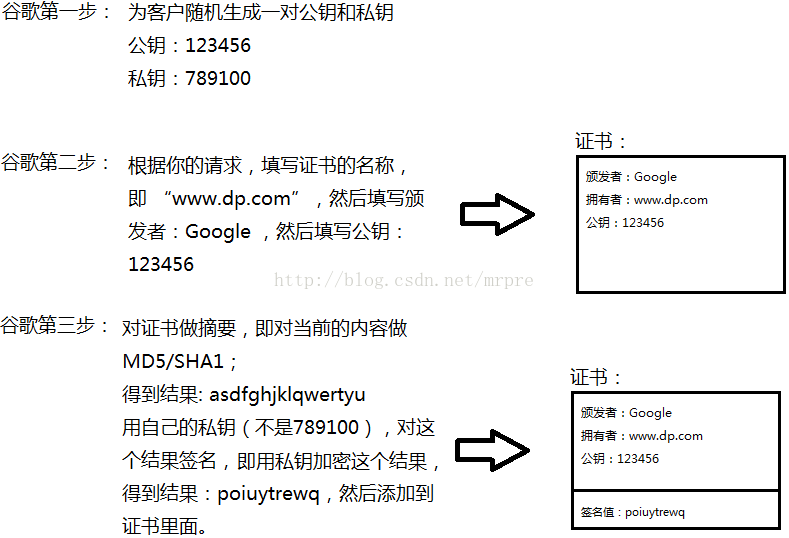 谷歌第一步： 为客户随机生成一对公钥和私钥
公钥：123456
私钥：789100
证书：
谷歌第二步： 根据你的请求，填写证书的名称，
即 “www.dp.com” ，然后填写颁
发者：Google ，然后填写公钥：
123456
颁发者：Google
拥有者：www.dp.com
公钥：123456
http://blog.csdn.net/mrpre
谷歌第三步： 对证书做摘要，即对当前的内容做
MD5/SHA1；
得到结果: asdfghjklqwertyu
用自己的私钥（不是789100），对这
个结果签名，即用私钥加密这个结果，
得到结果：poiuytrewq，然后添加到
证书里面。
证书：
颁发者：Google
拥有者：www.dp.com
公钥：123456
签名值：poiuytrewq